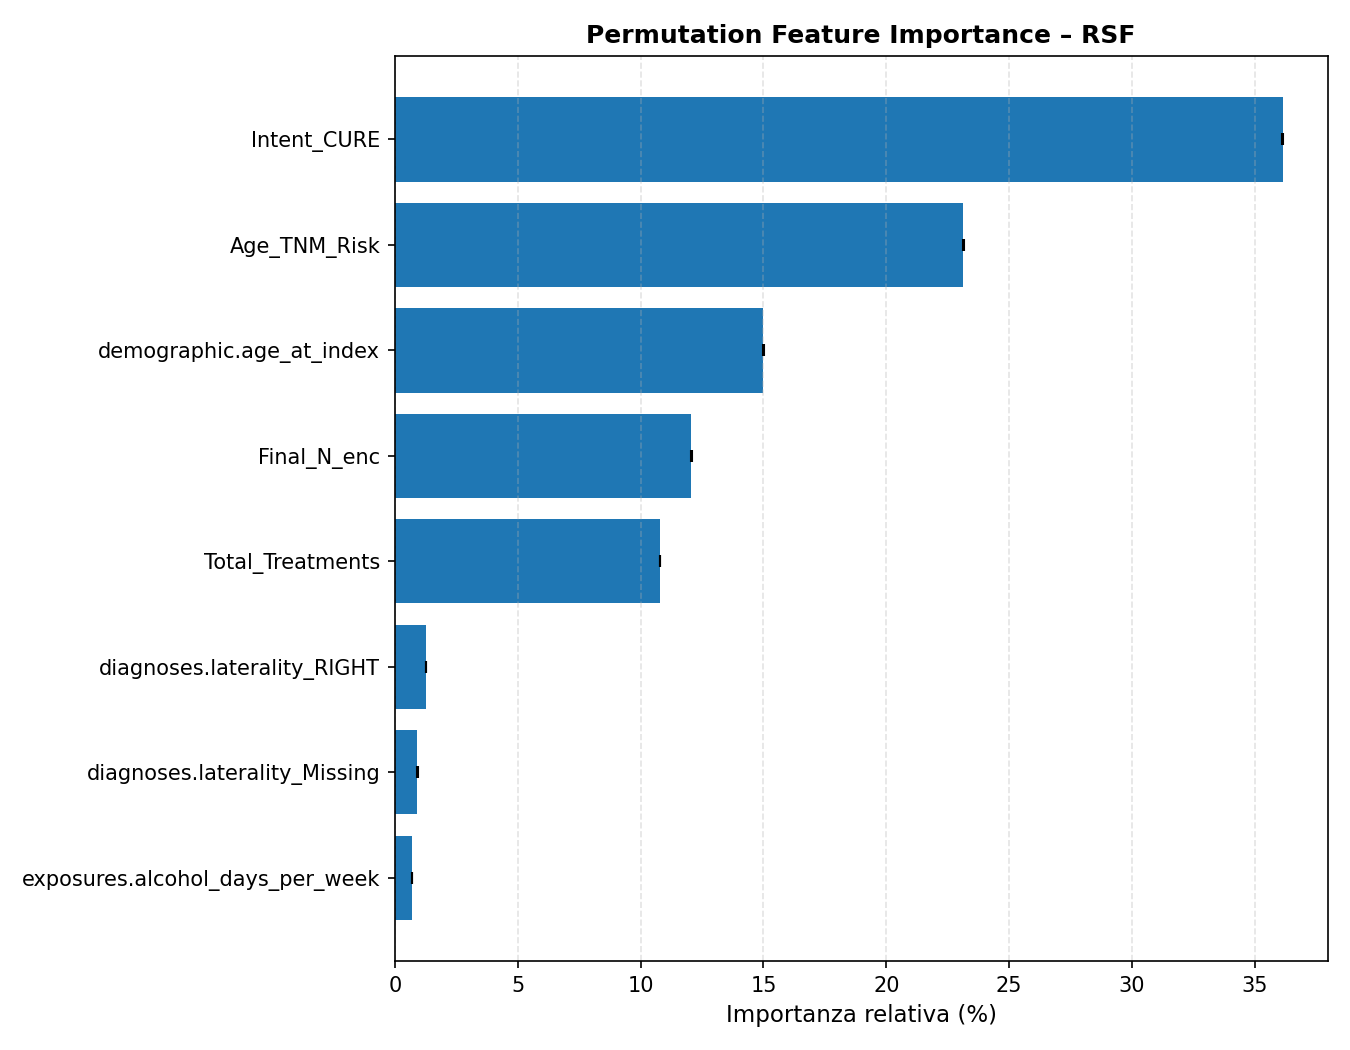 Permutation Feature Importance – RSF
Intent_CURE
Age_TNM_Risk
demographic.age_at_index
Final_N_enc
Total_Treatments
diagnoses.laterality_RIGHT
diagnoses.laterality_Missing
exposures.alcohol_days_per_week
0 5 10 15 20 25 30 35
Importanza relativa (%)